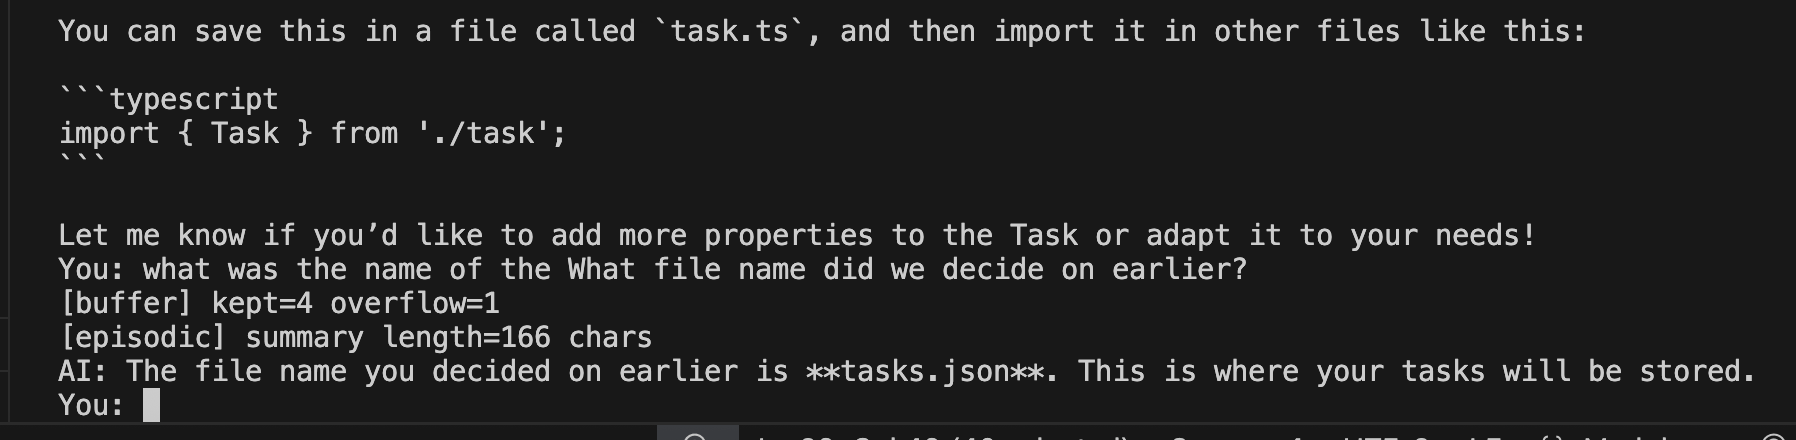 You can save this in a file called `task.ts`, and then import it in other files like this:
```typescript
import { Task } from './task';
```
Let me know if you’d like to add more properties to the Task or adapt it to your needs!
You: what was the name of the What file name did we decide on earlier?
[buffer] kept=4 overflow=1
[episodic] summary length=166 chars
AI: The file name you decided on earlier is **tasks.json**. This is where your tasks will be stored.
You: